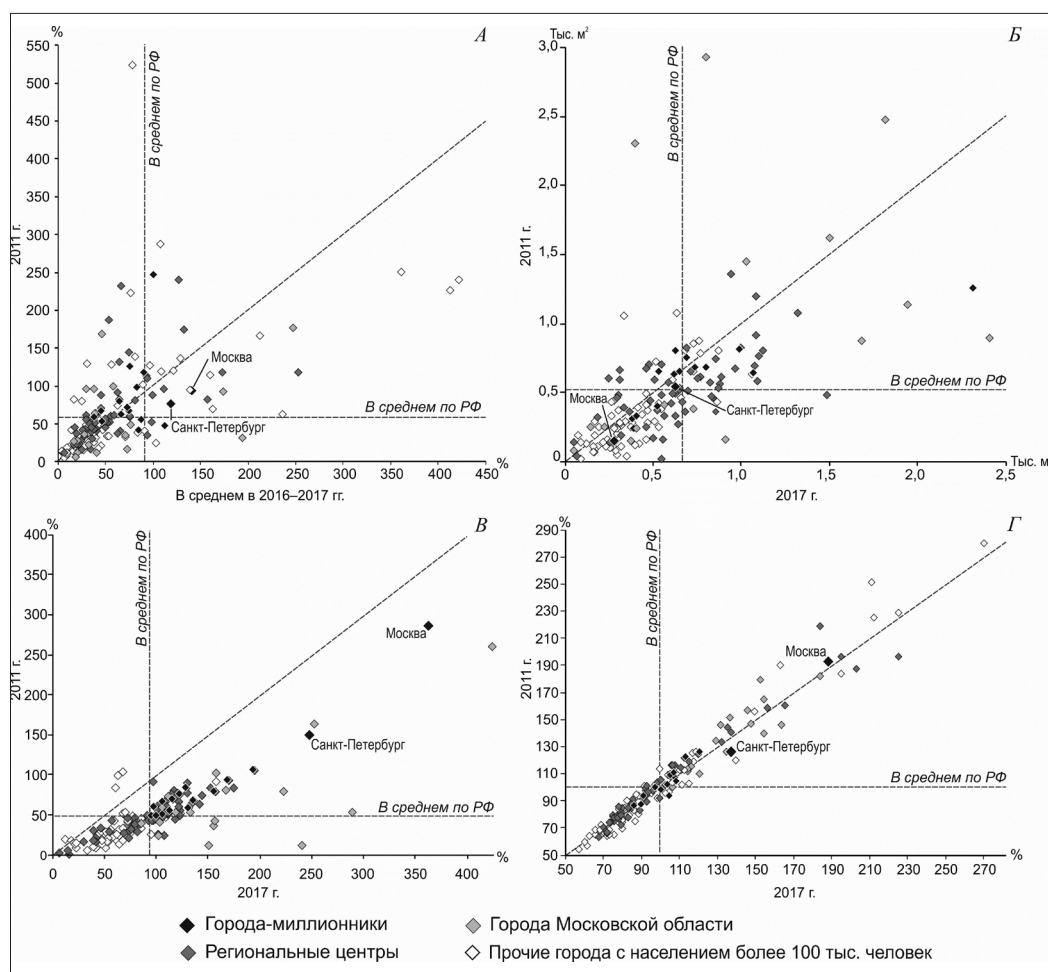 %
А
550
500
450
400
350
300
250
200
150
100
50
0
2011 г.
В среднем по РФ
Москва
В среднем по РФ
Санкт-Петербург
0 50 100 150 200 250 300 350 400 450
%
В среднем в 2016–2017 гг.
Тыс. м²
Б
3,0
2,5
2,0
1,5
1,0
0,5
0
2011 г.
В среднем по РФ
В среднем по РФ
Москва
Санкт-Петербург
0,5 1,0 1,5 2,0 2,5
Тыс. м
2017 г.
%
В
400
350
300
250
200
150
100
50
0
2011 г.
В среднем по РФ
Москва
Санкт-Петербург
В среднем по РФ
0 50 100 150 200 250 300 350 400
%
2017 г.
%
Г
290
270
250
230
210
190
170
150
130
110
90
70
50
2011 г.
В среднем по РФ
Москва
Санкт-Петербург
В среднем по РФ
50 70 90 110 130 150 170 190 210 230 250 270
%
2017 г.
Города-миллионники
Города Московской области
Региональные центры
Прочие города с населением более 100 тыс. человек